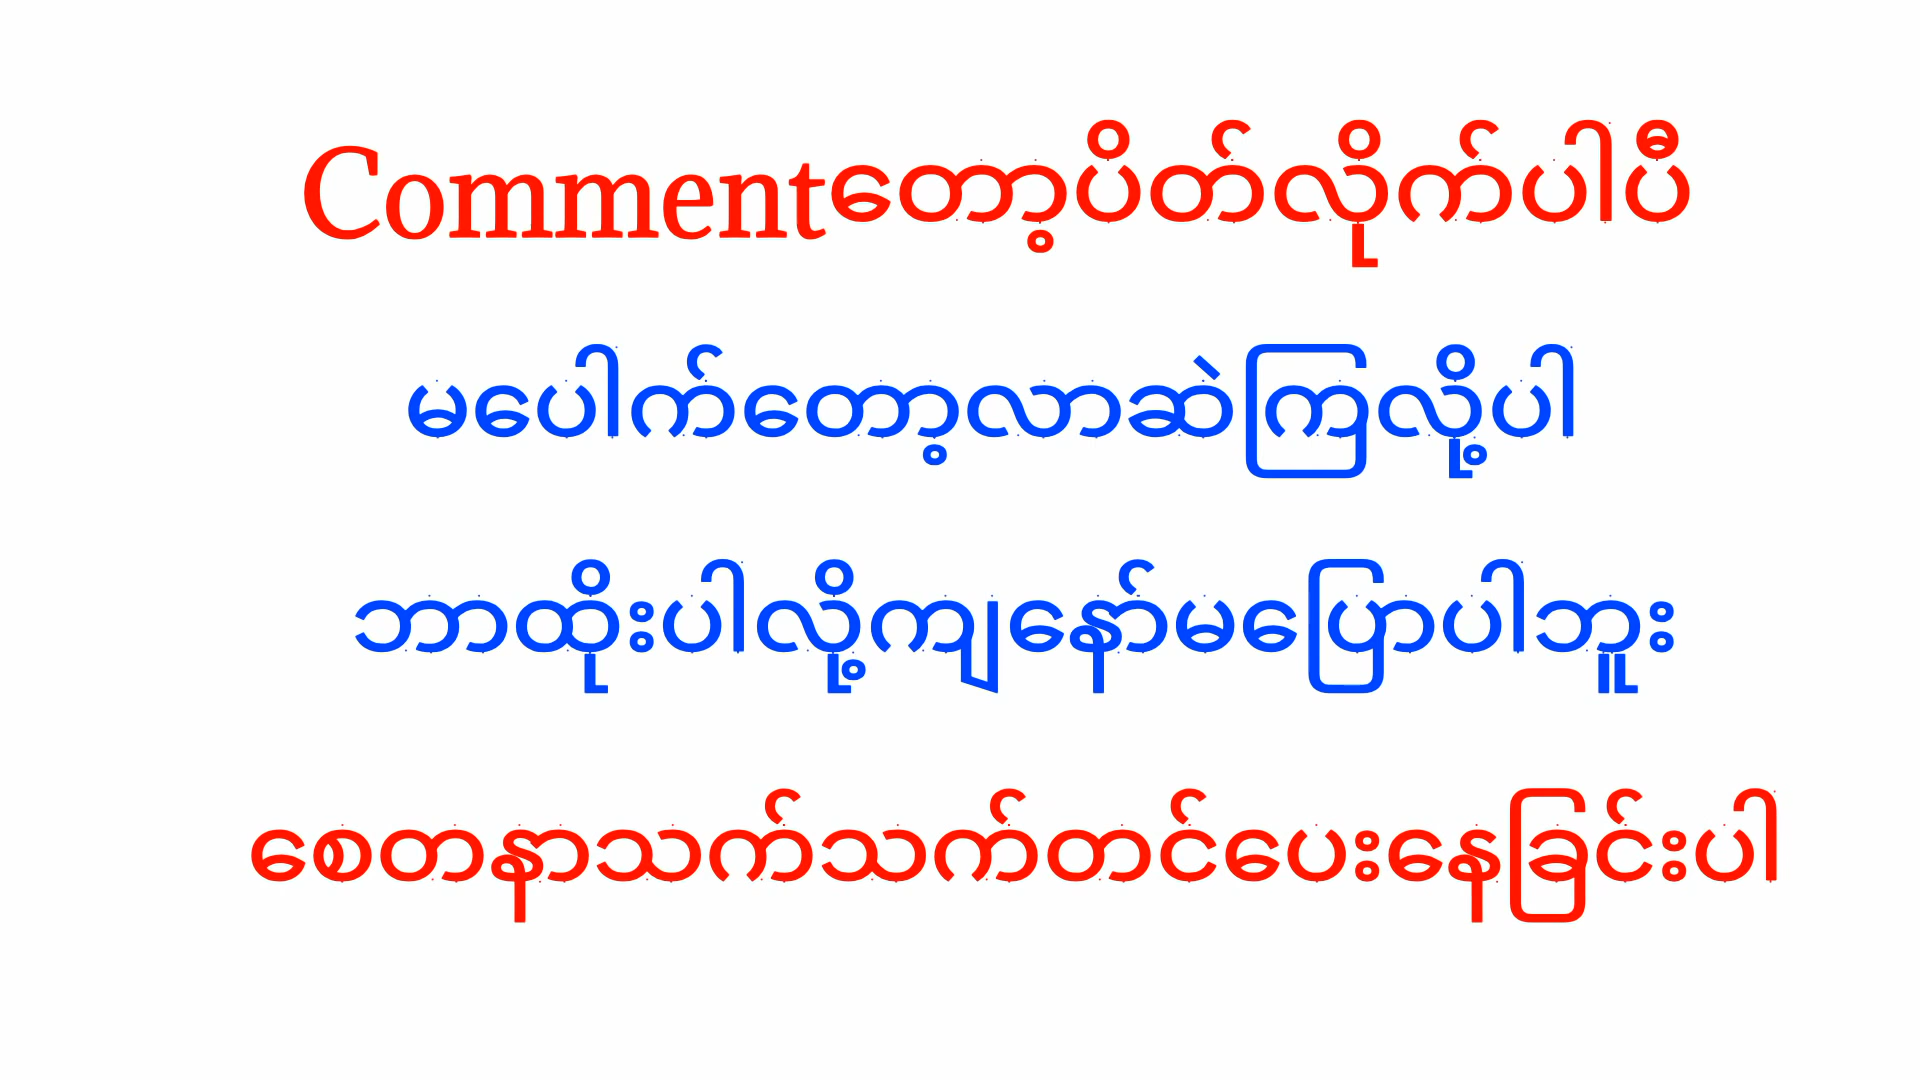 Commentတော့ပိတ်လိုက်ပါပီ
မပေါက်တော့လာဆဲကြလို့ပါ
ဘာထိုးပါလို့ကျနော်မပြောပါဘူး
စေတနာသက်သက်တင်ပေးနေခြင်းပါ